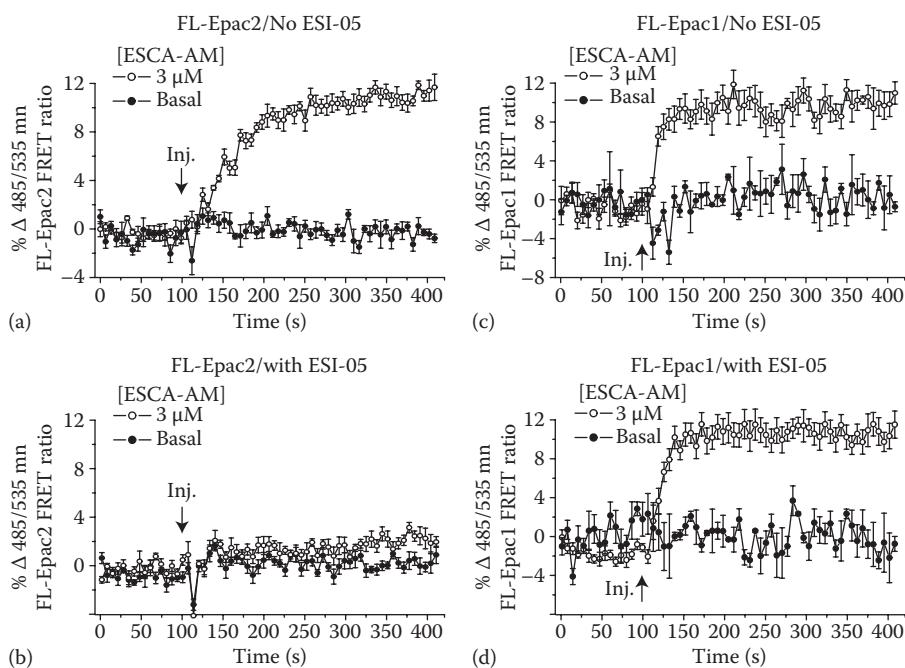 FL-Epac2/No ESI-05
[ESCA-AM]
3 μM
Basal
Inj.
% Δ 485/535 mn
FL-Epac2 FRET ratio
12
8
4
0
−4
0 50 100 150 200 250 300 350 400
Time (s)
(a)
FL-Epac1/No ESI-05
[ESCA-AM]
3 μM
Basal
Inj.
% Δ 485/535 mn
FL-Epac1 FRET ratio
12
8
4
0
−4
−8
0 50 100 150 200 250 300 350 400
Time (s)
(c)
FL-Epac2/with ESI-05
[ESCA-AM]
3 μM
Basal
Inj.
% Δ 485/535 mn
FL-Epac2 FRET ratio
12
8
4
0
0 50 100 150 200 250 300 350 400
Time (s)
(b)
FL-Epac1/with ESI-05
[ESCA-AM]
3 μM
Basal
Inj.
% Δ 485/535 mn
FL-Epac1 FRET ratio
12
8
4
0
−4
0 50 100 150 200 250 300 350 400
Time (s)
(d)